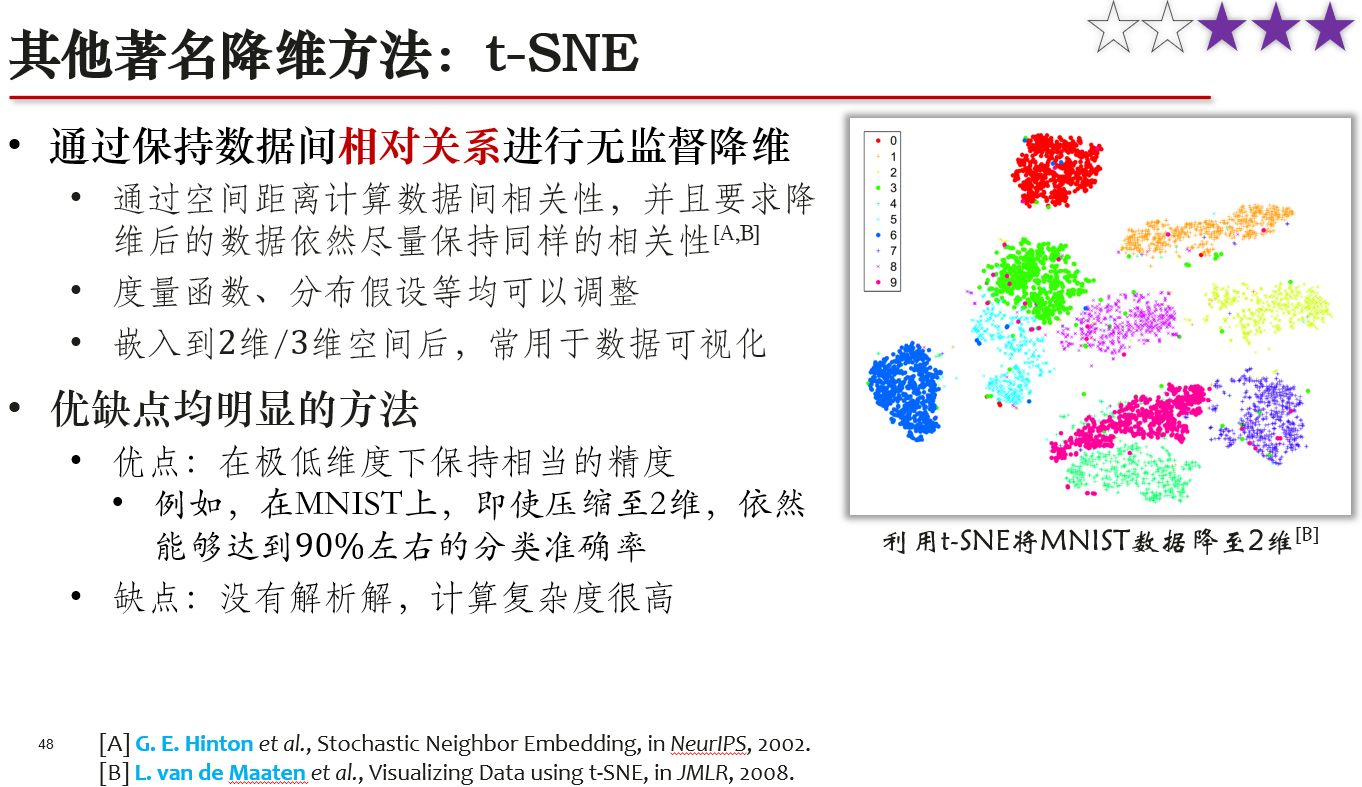 其他著名降维方法：t-SNE
• 通过保持数据间相对关系进行无监督降维
• 通过空间距离计算数据间相关性，并且要求降
维后的数据依然尽量保持同样的相关性[A,B]
• 度量函数、分布假设等均可以调整
• 嵌入到2维/3维空间后，常用于数据可视化
• 优缺点均明显的方法
• 优点：在极低维度下保持相当的精度
• 例如，在MNIST上，即使压缩至2维，依然
能够达到90%左右的分类准确率
• 缺点：没有解析解，计算复杂度很高
0
1
2
3
4
5
6
7
8
9
利用t-SNE将MNIST数据降至2维[B]
48
[A] G. E. Hinton et al., Stochastic Neighbor Embedding, in NeurIPS, 2002.
[B] L. van de Maaten et al., Visualizing Data using t-SNE, in JMLR, 2008.